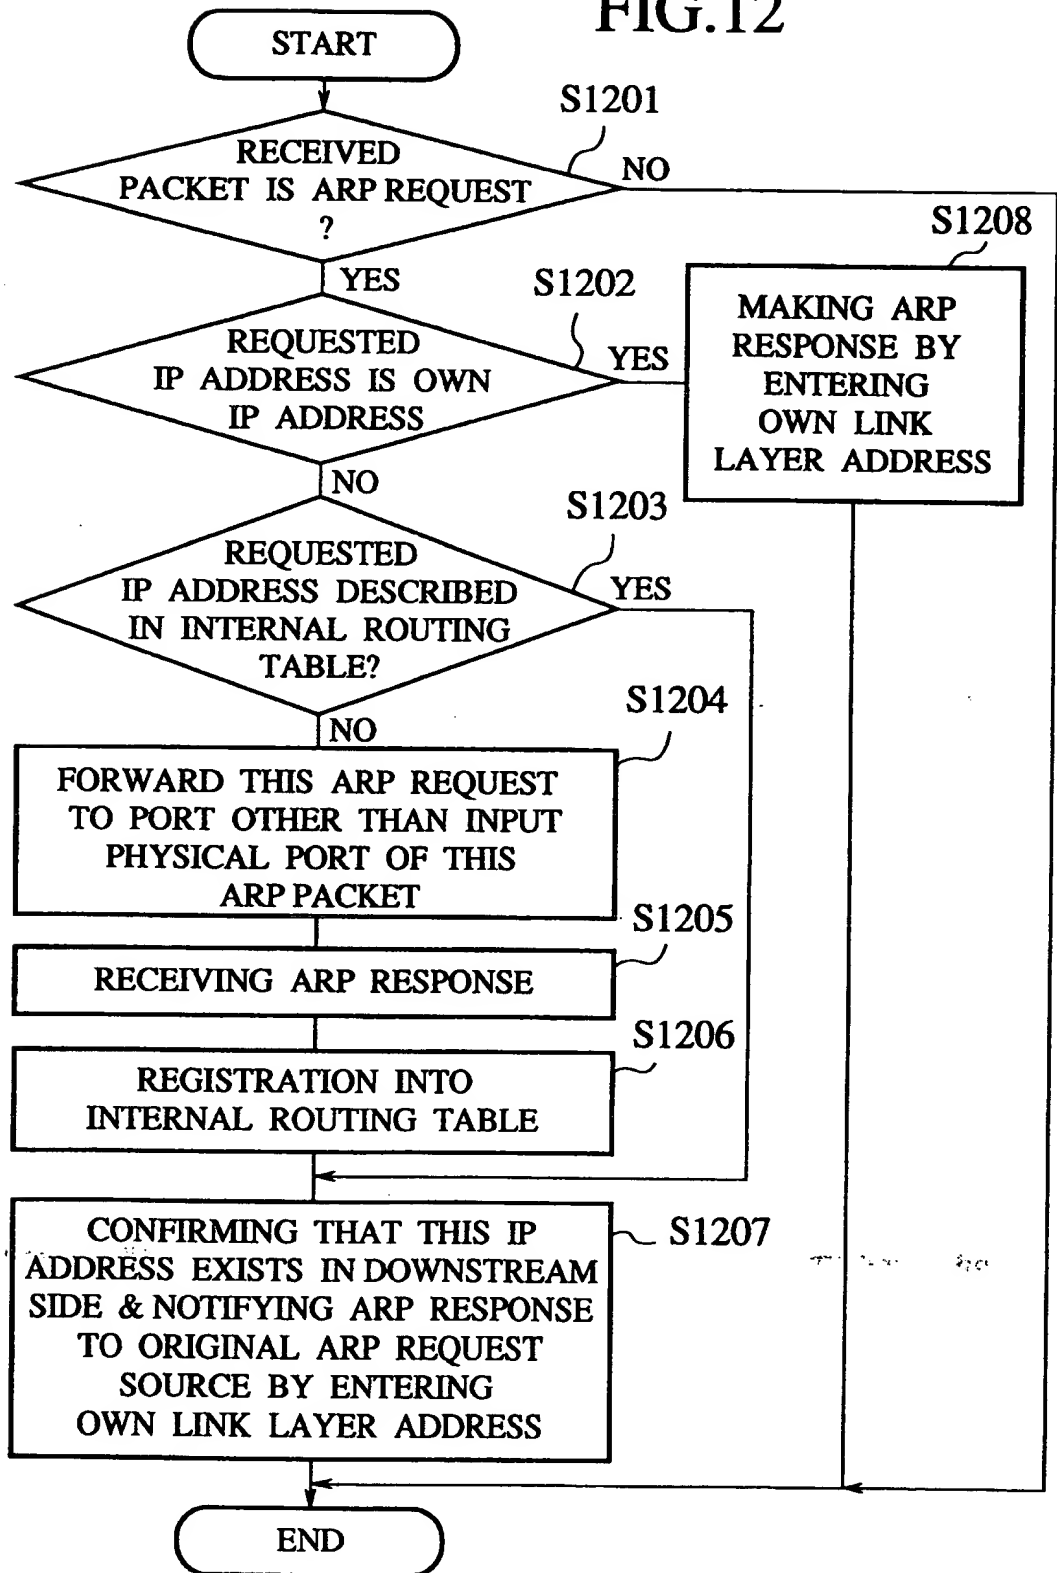 FIG.12
START
S1201
RECEIVED
PACKET IS ARP REQUEST
?
NO
YES
S1202
REQUESTED
IP ADDRESS IS OWN
IP ADDRESS
YES
S1208
MAKING ARP
RESPONSE BY
ENTERING
OWN LINK
LAYER ADDRESS
NO
S1203
REQUESTED
IP ADDRESS DESCRIBED
IN INTERNAL ROUTING
TABLE?
YES
NO
S1204
FORWARD THIS ARP REQUEST
TO PORT OTHER THAN INPUT
PHYSICAL PORT OF THIS
ARP PACKET
S1205
RECEIVING ARP RESPONSE
S1206
REGISTRATION INTO
INTERNAL ROUTING TABLE
S1207
CONFIRMING THAT THIS IP
ADDRESS EXISTS IN DOWNSTREAM
SIDE & NOTIFYING ARP RESPONSE
TO ORIGINAL ARP REQUEST
SOURCE BY ENTERING
OWN LINK LAYER ADDRESS
END